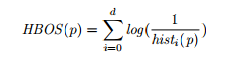 HBOS(p) = \sum_{i=0}^{d} log(\frac{1}{hist_i(p)})